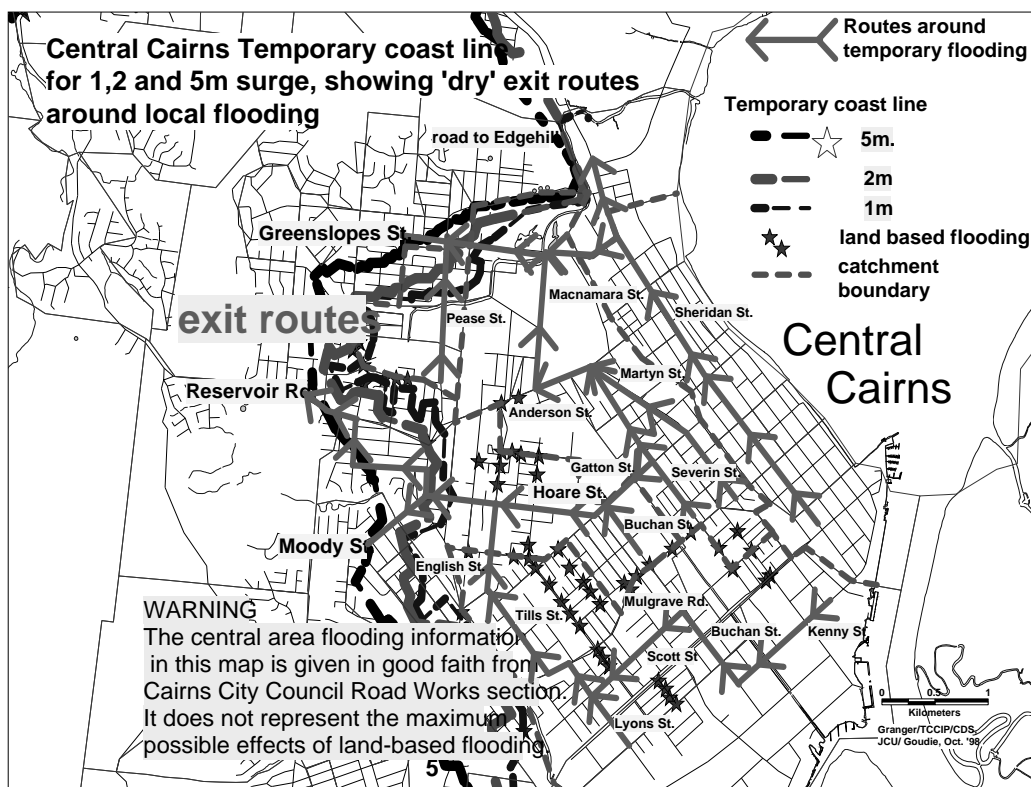 Central Cairns Temporary coast line
for 1,2 and 5m surge, showing 'dry' exit routes
around local flooding
Routes around
temporary flooding
Temporary coast line
5m.
2m
1m
land based flooding
catchment
boundary
road to Edgehill
Greenslopes St.
Macnamara St.
Sheridan St.
Pease St.
exit routes
Central
Cairns
Reservoir Rd
Martyn St.
Anderson St.
Gatton St.
Severin St.
Hoare St.
Buchan St.
Moody St
English St.
Tills St.
Mulgrave Rd.
Buchan St.
Kenny St
Scott St
Lyons St.
WARNING
The central area flooding information
in this map is given in good faith from
Cairns City Council Road Works section.
It does not represent the maximum
possible effects of land-based flooding.
5
0 0.5 1
Kilometers
Granger/TCCIP/CDS,
JCU/ Goudie, Oct. '98